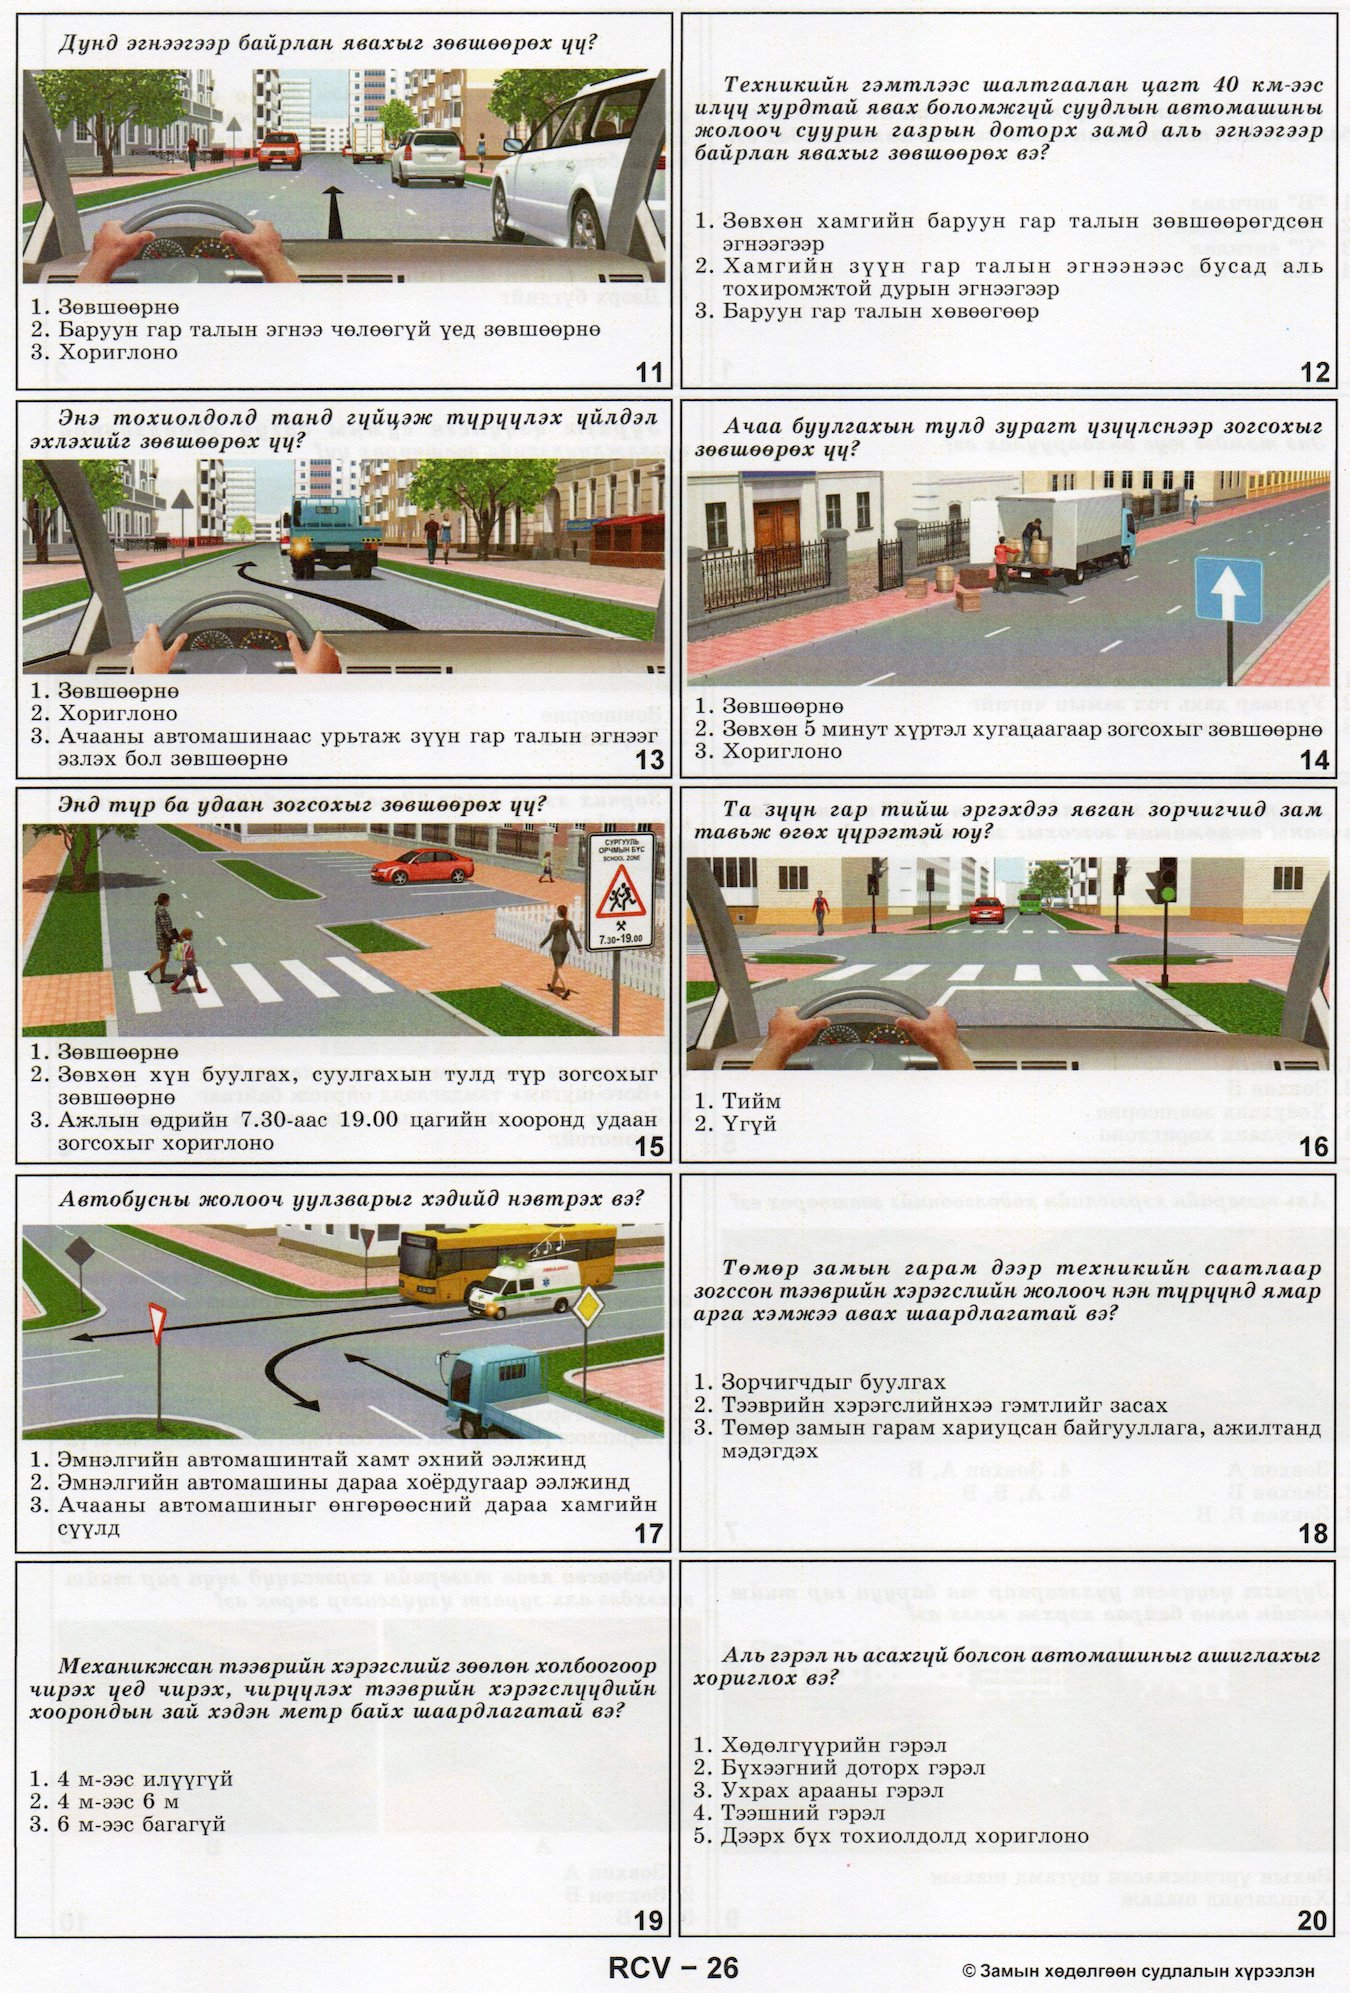 Дунд эгнээгээр байрлан явахыг зөвшөөрөх үү?
1. Зөвшөөрнө
2. Баруун гар талын эгнээ чөлөөгүй үед зөвшөөрнө
3. Хориглоно
11
Техникийн гэмтлээс шалтгаалан цагт 40 км-ээс
илүү хурдтай явах боломжгүй суудлын автомашины
жолооч суурин газрын доторх замд аль эгнээгээр
байрлан явахыг зөвшөөрөх вэ?
1. Зөвхөн хамгийн баруун гар талын зөвшөөрөгдсөн
эгнээгээр
2. Хамгийн зүүн гар талын эгнээнээс бусад аль
тохиромжтой дурын эгнээгээр
3. Баруун гар талын хөвөөгөөр
12
Энэ тохиолдолд танд гүйцэж түрүүлэх үйлдэл
эхлэхийг зөвшөөрөх үү?
1. Зөвшөөрнө
2. Хориглоно
3. Ачааны автомашинаас урьтаж зүүн гар талын эгнээг
эзлэх бол зөвшөөрнө
13
Ачаа буулгахын тулд зурагт үзүүлснээр зогсохыг
зөвшөөрөх үү?
1. Зөвшөөрнө
2. Зөвхөн 5 минут хүртэл хугацаагаар зогсохыг зөвшөөрнө
3. Хориглоно
14
Энд түр ба удаан зогсохыг зөвшөөрөх үү?
СУРГУУЛЬ
ОРЧМЫН БҮС
SCHOOL ZONE
7.30-19.00
1. Зөвшөөрнө
2. Зөвхөн хүн буулгах, суулгахын тулд түр зогсохыг
зөвшөөрнө
3. Ажлын өдрийн 7.30-аас 19.00 цагийн хооронд удаан
зогсохыг хориглоно
15
Та зүүн гар тийш эргэхдээ явган зорчигчид зам
тавьж өгөх үүрэгтэй юу?
1. Тийм
2. Үгүй
16
Автобусны жолооч уулзварыг хэдийд нэвтрэх вэ?
AMBULANCE
1. Эмнэлгийн автомашинтай хамт эхний ээлжинд
2. Эмнэлгийн автомашины дараа хоёрдугаар ээлжинд
3. Ачааны автомашиныг өнгөрөөсний дараа хамгийн
сүүлд
17
Төмөр замын гарам дээр техникийн саатлаар
зогссон тээврийн хэрэгслийн жолооч нэн түрүүнд ямар
арга хэмжээ авах шаардлагатай вэ?
1. Зорчигчдыг буулгах
2. Тээврийн хэрэгслийнхээ гэмтлийг засах
3. Төмөр замын гарам хариуцсан байгууллага, ажилтанд
мэдэгдэх
18
Механикжсан тээврийн хэрэгслийг зөөлөн холбоогоор
чирэх үед чирэх, чирүүлэх тээврийн хэрэгслүүдийн
хоорондын зай хэдэн метр байх шаардлагатай вэ?
1. 4 м-ээс илүүгүй
2. 4 м-ээс 6 м
3. 6 м-ээс багагүй
19
Аль гэрэл нь асахгүй болсон автомашиныг ашиглахыг
хориглох вэ?
1. Хөдөлгүүрийн гэрэл
2. Бүхээгний доторх гэрэл
3. Ухрах арааны гэрэл
4. Тээшний гэрэл
5. Дээрх бүх тохиолдолд хориглоно
20
RCV – 26
© Замын хөдөлгөөн судлалын хүрээлэн